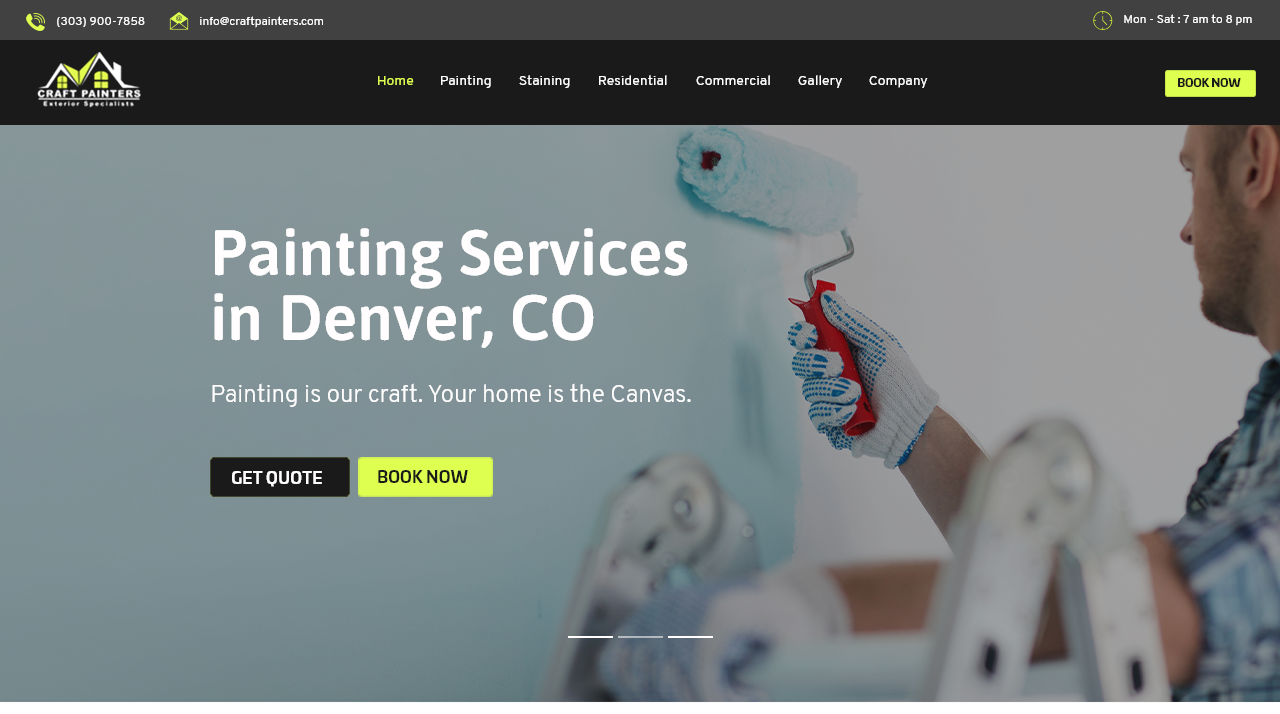 (303) 900-7858
info@craftpainters.com
Mon - Sat : 7 am to 8 pm
CRAFT PAINTERS
Exterior Specialists
Home
Painting
Staining
Residential
Commercial
Gallery
Company
BOOK NOW
Painting Services
in Denver, CO
Painting is our craft. Your home is the Canvas.
GET QUOTE
BOOK NOW